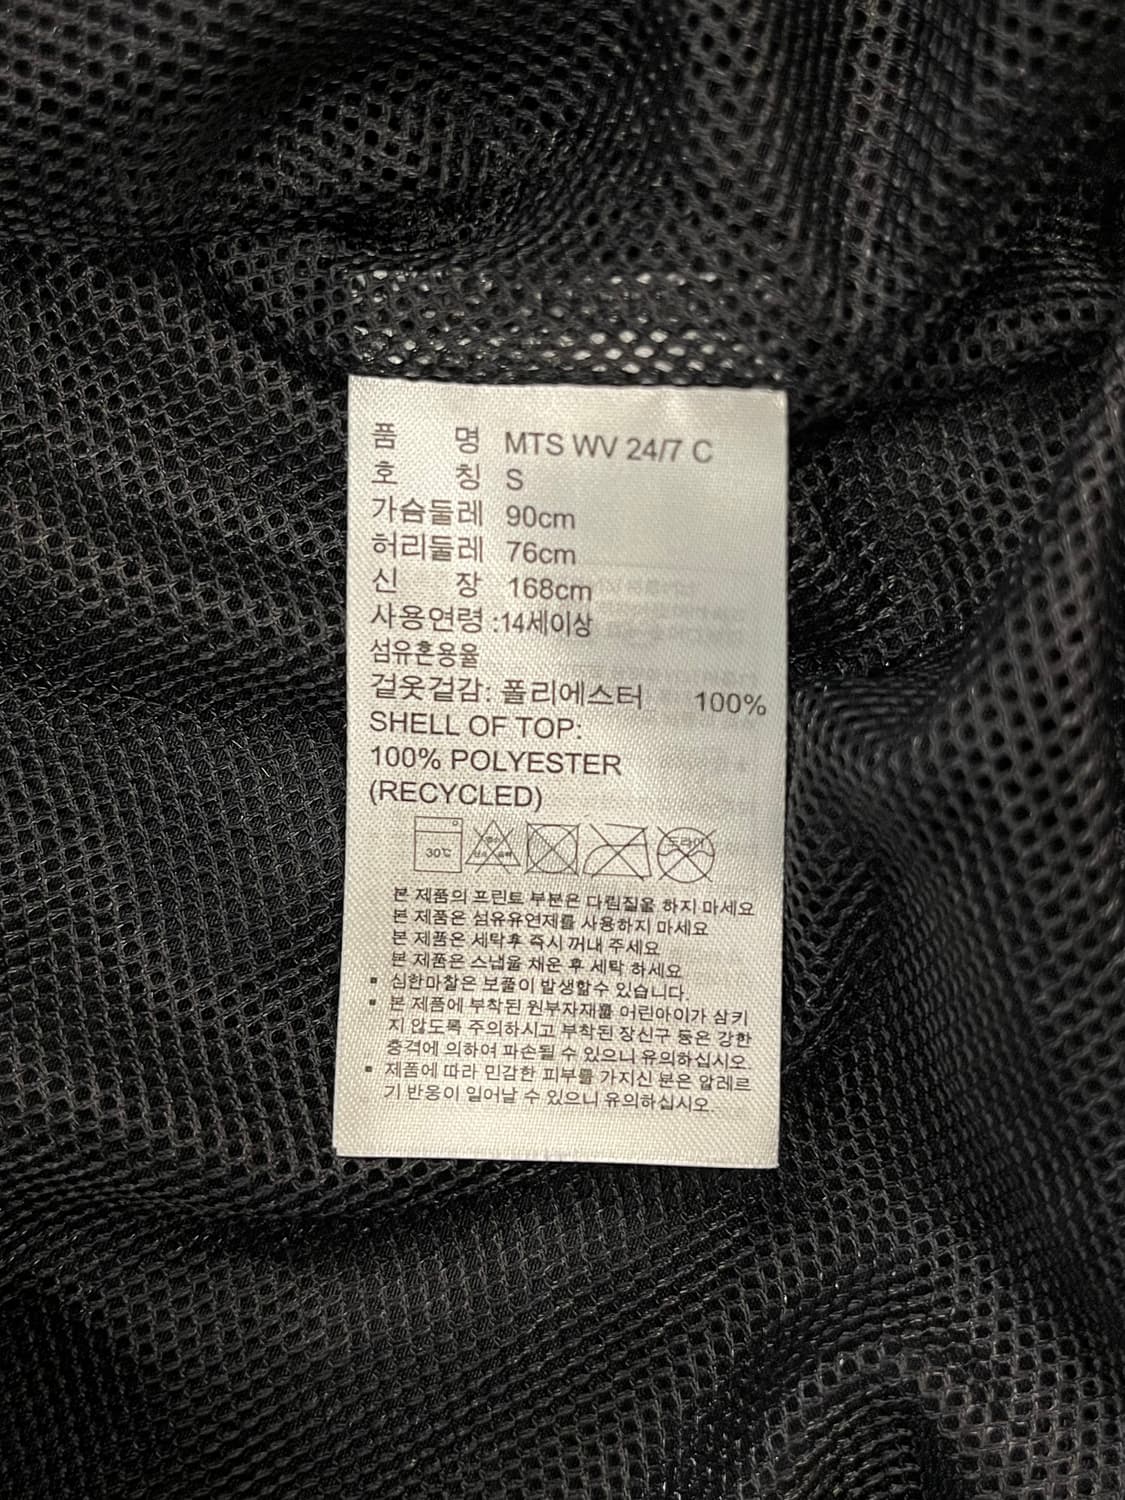 품 명 MTS WV 24/7 C
호 칭 S
가슴둘레 90cm
허리둘레 76cm
신 장 168cm
사용연령 :14세이상
섬유혼용율
겉옷겉감: 폴리에스터 100%
SHELL OF TOP:
100% POLYESTER
(RECYCLED)
30℃ 드라이
본 제품의 프린트 부분은 다림질을 하지 마세요
본 제품은 섬유유연제를 사용하지 마세요
본 제품은 세탁후 즉시 꺼내 주세요
본 제품은 스냅을 채운 후 세탁 하세요
▪ 심한마찰은 보풀이 발생할수 있습니다.
▪ 본 제품에 부착된 원부자재를 어린아이가 삼키
지 않도록 주의하시고 부착된 장신구 등은 강한
충격에 의하여 파손될 수 있으니 유의하십시오.
▪ 제품에 따라 민감한 피부를 가지신 분은 알레르
기 반응이 일어날 수 있으니 유의하십시오.